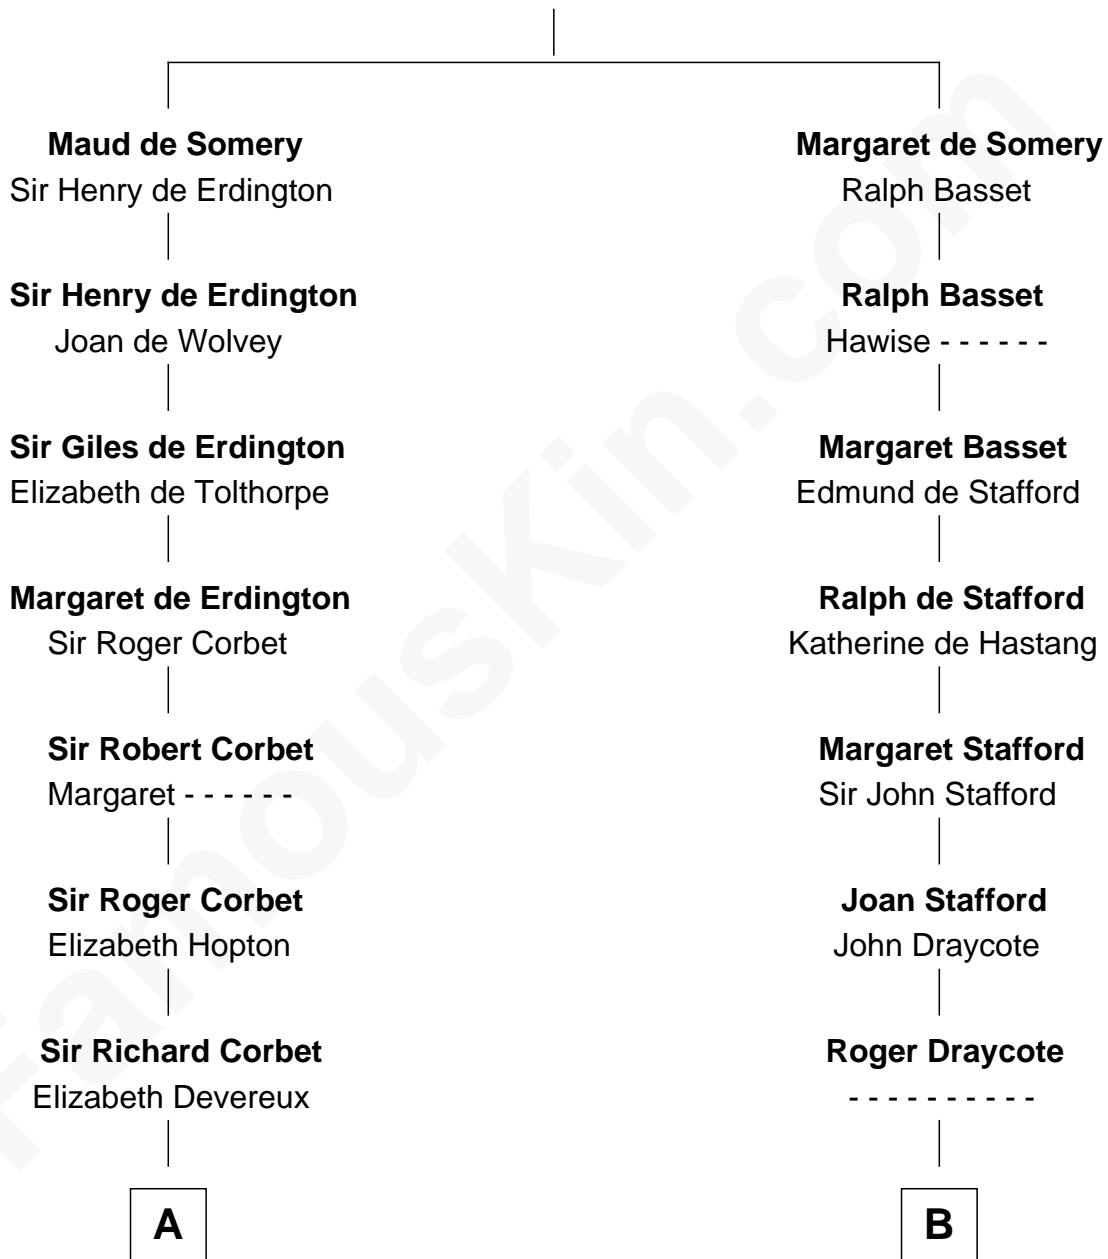 Maud de Somery
Sir Henry de Erdington
Sir Henry de Erdington
Joan de Wolvey
Sir Giles de Erdington
Elizabeth de Tolthorpe
Margaret de Erdington
Sir Roger Corbet
Sir Robert Corbet
Margaret - - - - - -
Sir Roger Corbet
Elizabeth Hopton
Sir Richard Corbet
Elizabeth Devereux
A
Margaret de Somery
Ralph Basset
Ralph Basset
Hawise - - - - - -
Margaret Basset
Edmund de Stafford
Ralph de Stafford
Katherine de Hastang
Margaret Stafford
Sir John Stafford
Joan Stafford
John Draycote
Roger Draycote
- - - - - - - - - -
B
FamousKin.com